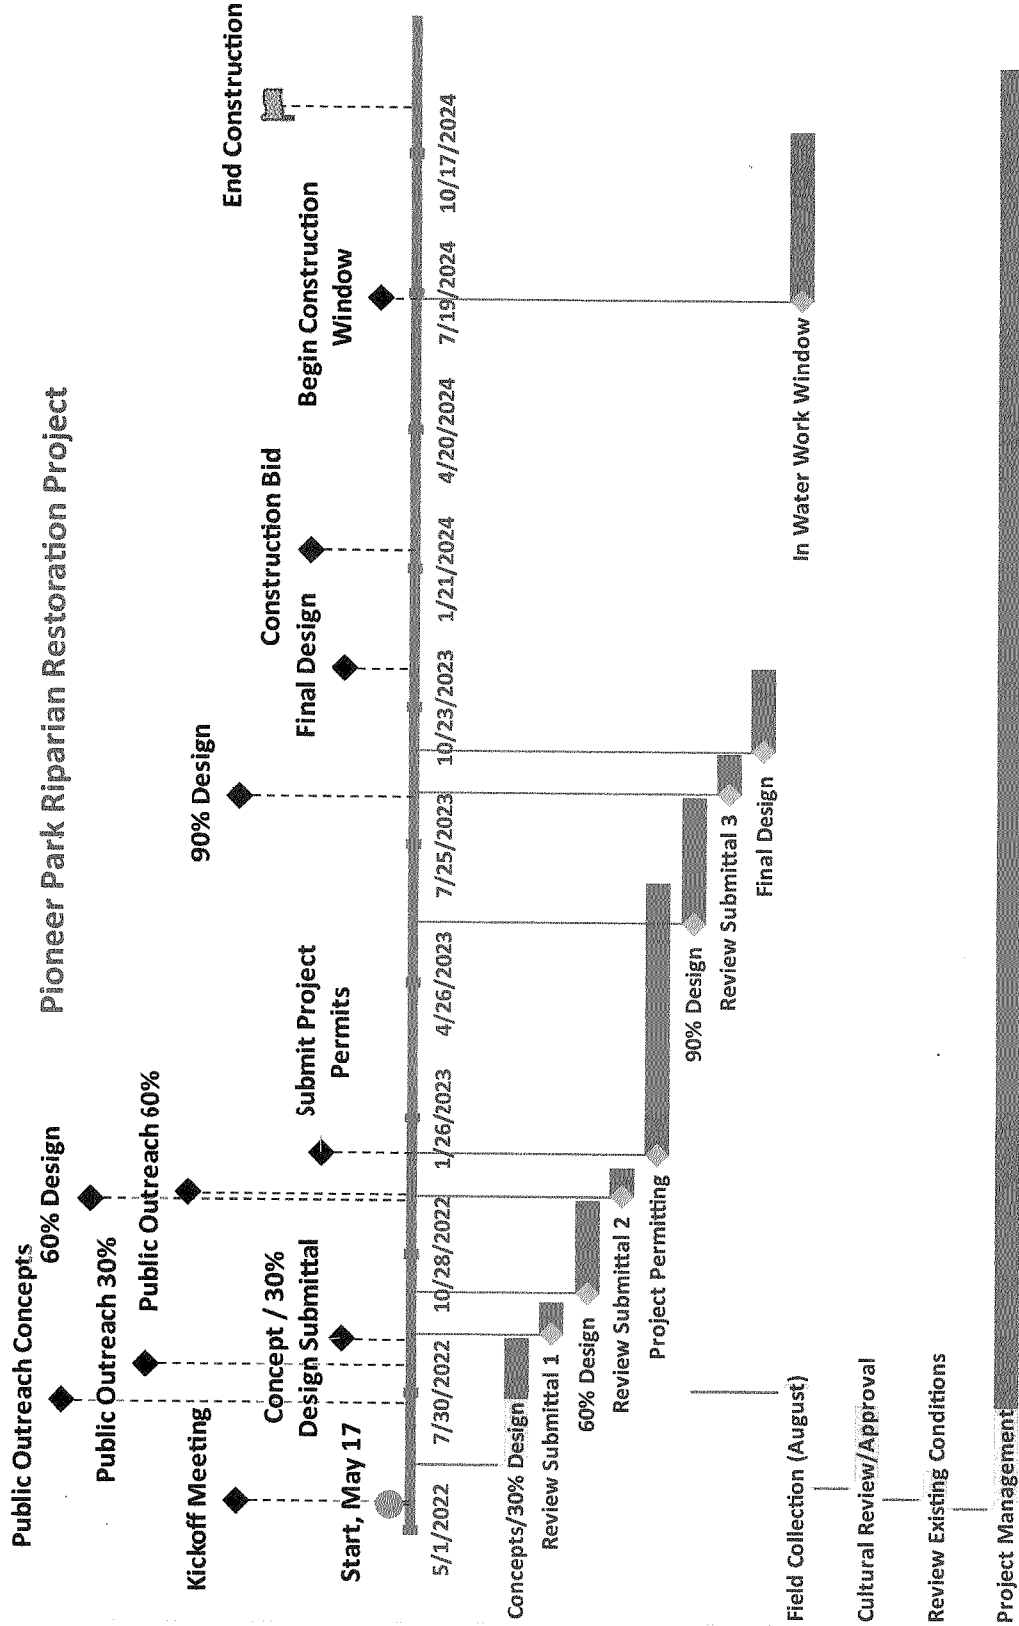 Pioneer Park Riparian Restoration Project
Public Outreach Concepts
60% Design
Public Outreach 30%
Public Outreach 60%
Kickoff Meeting
90% Design
End Construction
Concept / 30%
Design Submittal
Submit Project
Permits
Final Design
Construction Bid
Begin Construction
Window
Start, May 17
5/1/2022
7/30/2022
10/28/2022
1/26/2023
4/26/2023
7/25/2023
10/23/2023
1/21/2024
4/20/2024
7/19/2024
10/17/2024
Concepts/30% Design
Review Submittal 1
60% Design
Review Submittal 2
Project Permitting
90% Design
Review Submittal 3
Final Design
In Water Work Window
Field Collection (August)
Cultural Review/Approval
Review Existing Conditions
Project Management